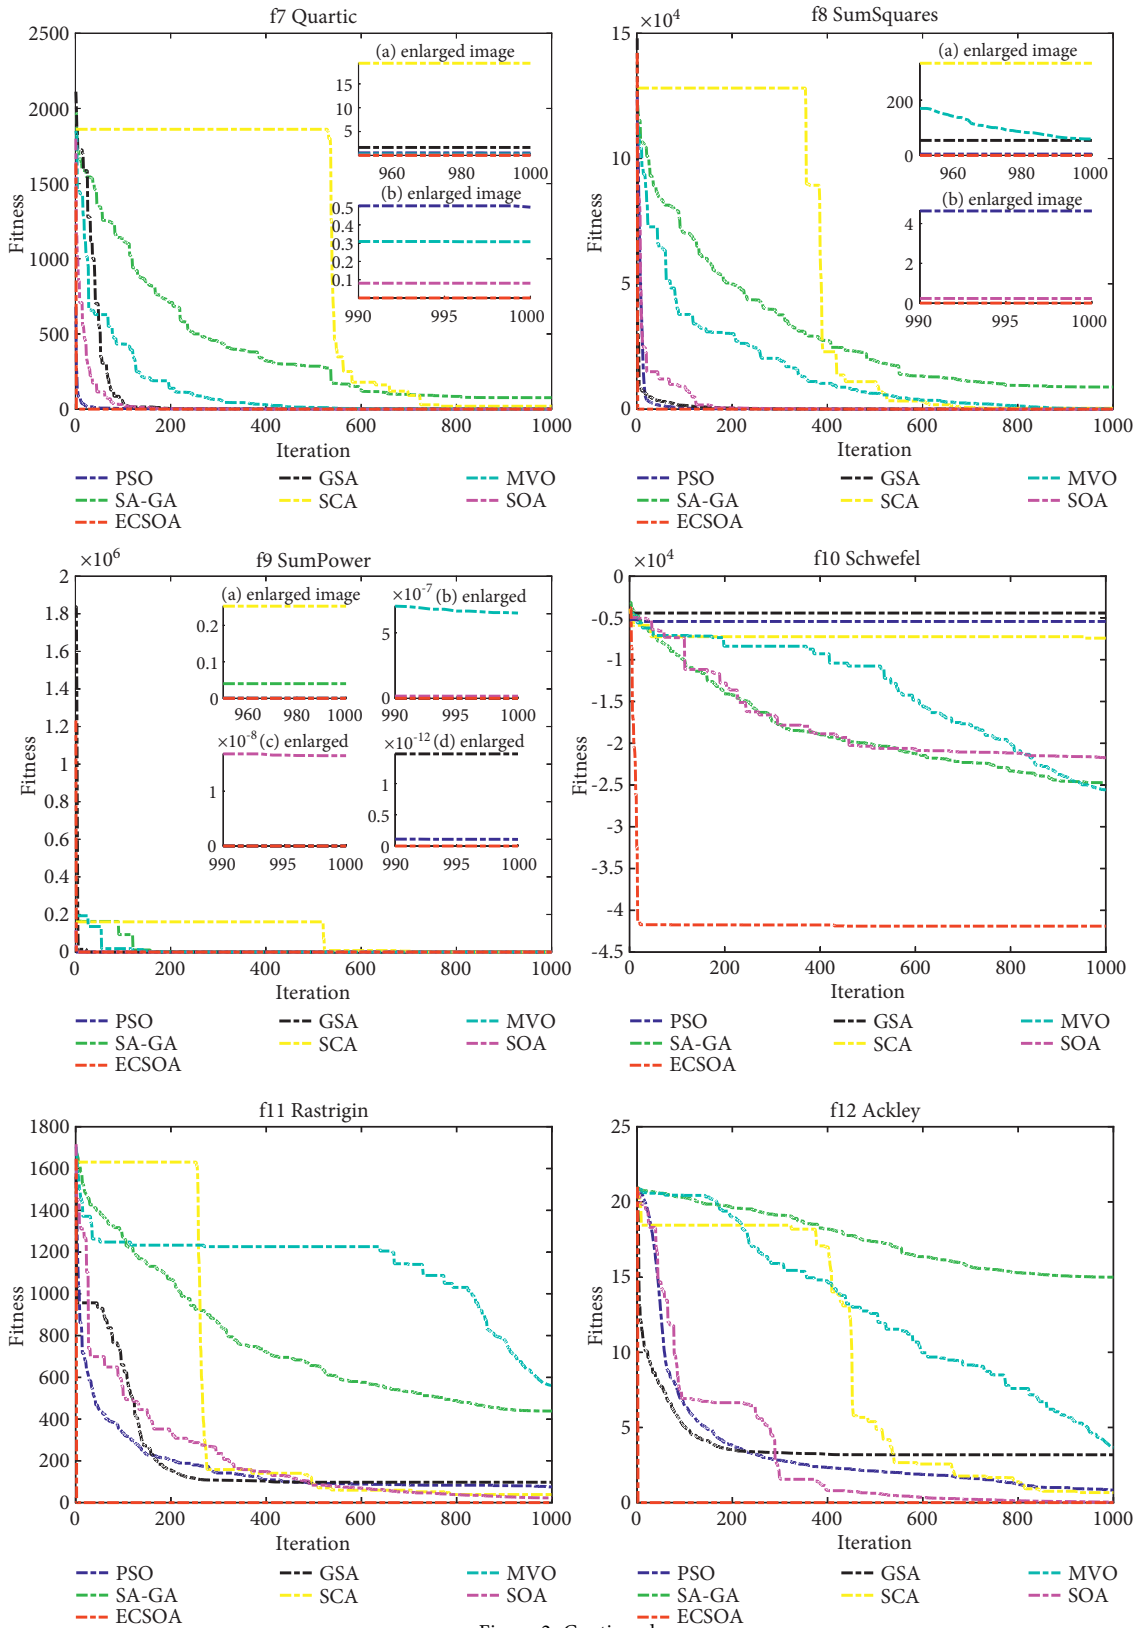 f7 Quartic
2500
2000
1500
1000
500
0
Fitness
0 200 400 600 800 1000
Iteration
(a) enlarged image
15
10
5
960 980 1000
(b) enlarged image
0.5
0.4
0.3
0.2
0.1
990 995 1000
PSO GSA MVO
SA-GA SCA SOA
ECSOA
f8 SumSquares
×10⁴
15
10
5
0
Fitness
0 200 400 600 800 1000
Iteration
(a) enlarged image
200
0
960 980 1000
(b) enlarged image
4
2
0
990 995 1000
PSO GSA MVO
SA-GA SCA SOA
ECSOA
f9 SumPower
×10⁶
2
1.8
1.6
1.4
1.2
1
0.8
0.6
0.4
0.2
0
Fitness
0 200 400 600 800 1000
Iteration
(a) enlarged image
0.2
0.1
0
960 980 1000
×10⁻⁷ (b) enlarged
5
0
990 995 1000
×10⁻⁸ (c) enlarged
1
0
990 995 1000
×10⁻¹² (d) enlarged
1
0.5
0
990 995 1000
PSO GSA MVO
SA-GA SCA SOA
ECSOA
f10 Schwefel
×10⁴
0
-0.5
-1
-1.5
-2
-2.5
-3
-3.5
-4
-4.5
Fitness
0 200 400 600 800 1000
Iteration
PSO GSA MVO
SA-GA SCA SOA
ECSOA
f11 Rastrigin
1800
1600
1400
1200
1000
800
600
400
200
0
Fitness
0 200 400 600 800 1000
Iteration
PSO GSA MVO
SA-GA SCA SOA
ECSOA
f12 Ackley
25
20
15
10
5
0
Fitness
0 200 400 600 800 1000
Iteration
PSO GSA MVO
SA-GA SCA SOA
ECSOA